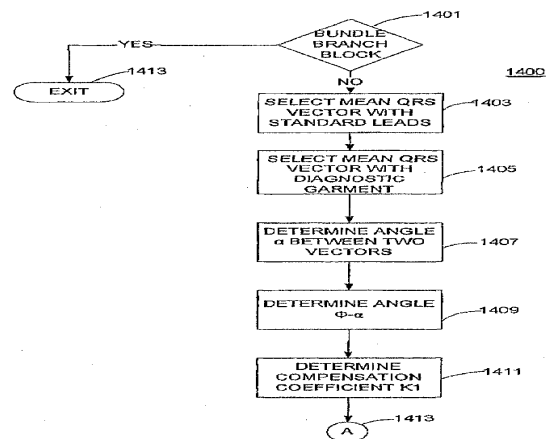 1401
BUNDLE
BRANCH
BLOCK
YES
1413
EXIT
NO
1400
SELECT MEAN QRS
VECTOR WITH
STANDARD LEADS
1403
SELECT MEAN QRS
VECTOR WITH
DIAGNOSTIC
GARMENT
1405
DETERMINE ANGLE
α BETWEEN TWO
VECTORS
1407
DETERMINE ANGLE
Φ-α
1409
DETERMINE
COMPENSATION
COEFFICIENT K1
1411
A
1413